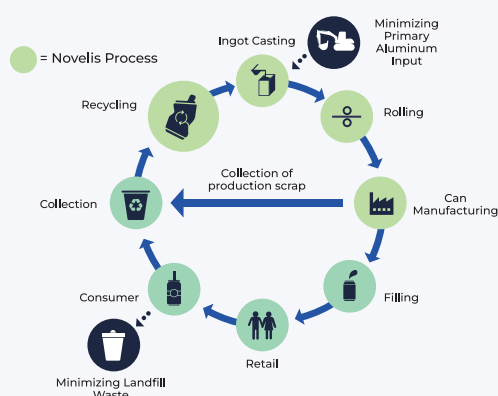 = Novelis Process
Ingot Casting
Minimizing
Primary
Aluminum
Input
Recycling
Rolling
Collection of
production scrap
Collection
Can
Manufacturing
Consumer
Filling
Retail
Minimizing Landfill
Waste